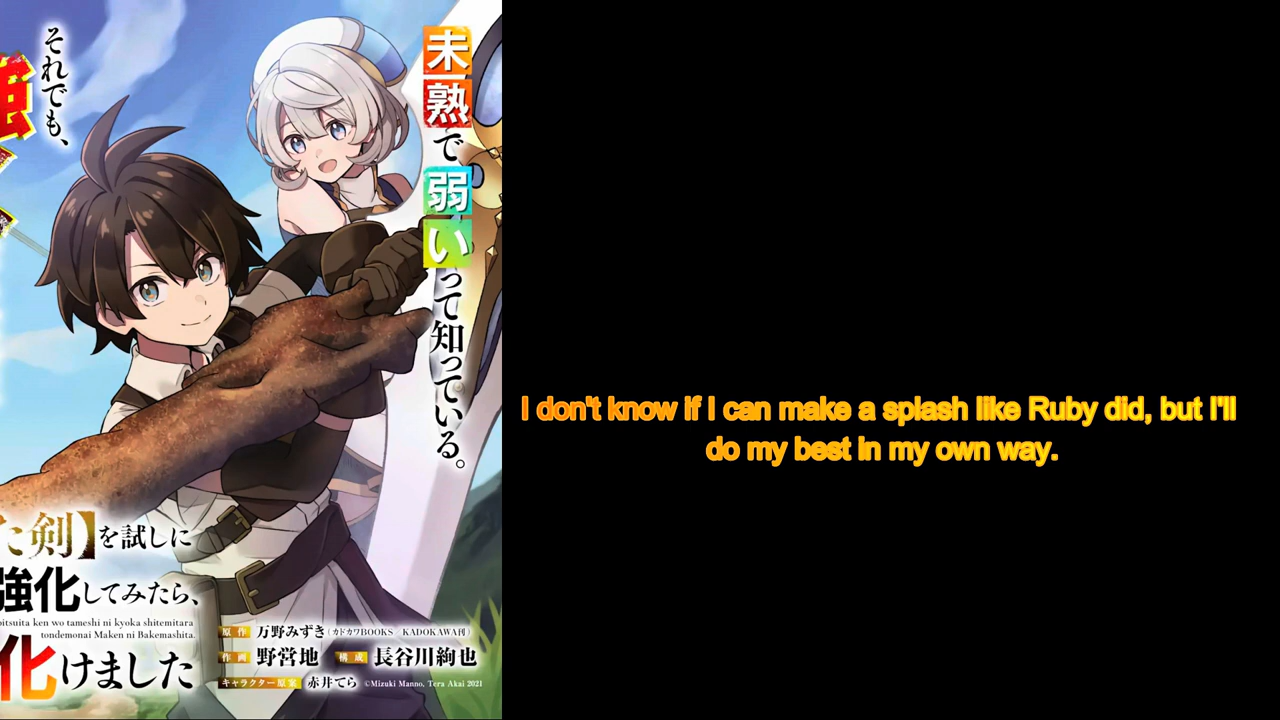 未熟で弱いって知っている。
それでも、
強
た剣】を試しに
強化してみたら、
bitsuita ken wo tameshi ni kyoka shitemitara
tondemonai Maken ni Bakemashita.
化けました
原作 万野みずき(カドカワBOOKS KADOKAWA刊)
作画 野営地 構成 長谷川絢也
キャラクター原案 赤井てら ©Mizuki Manno, Tera Akai 2021
I don't know if I can make a splash like Ruby did, but I'll
do my best in my own way.